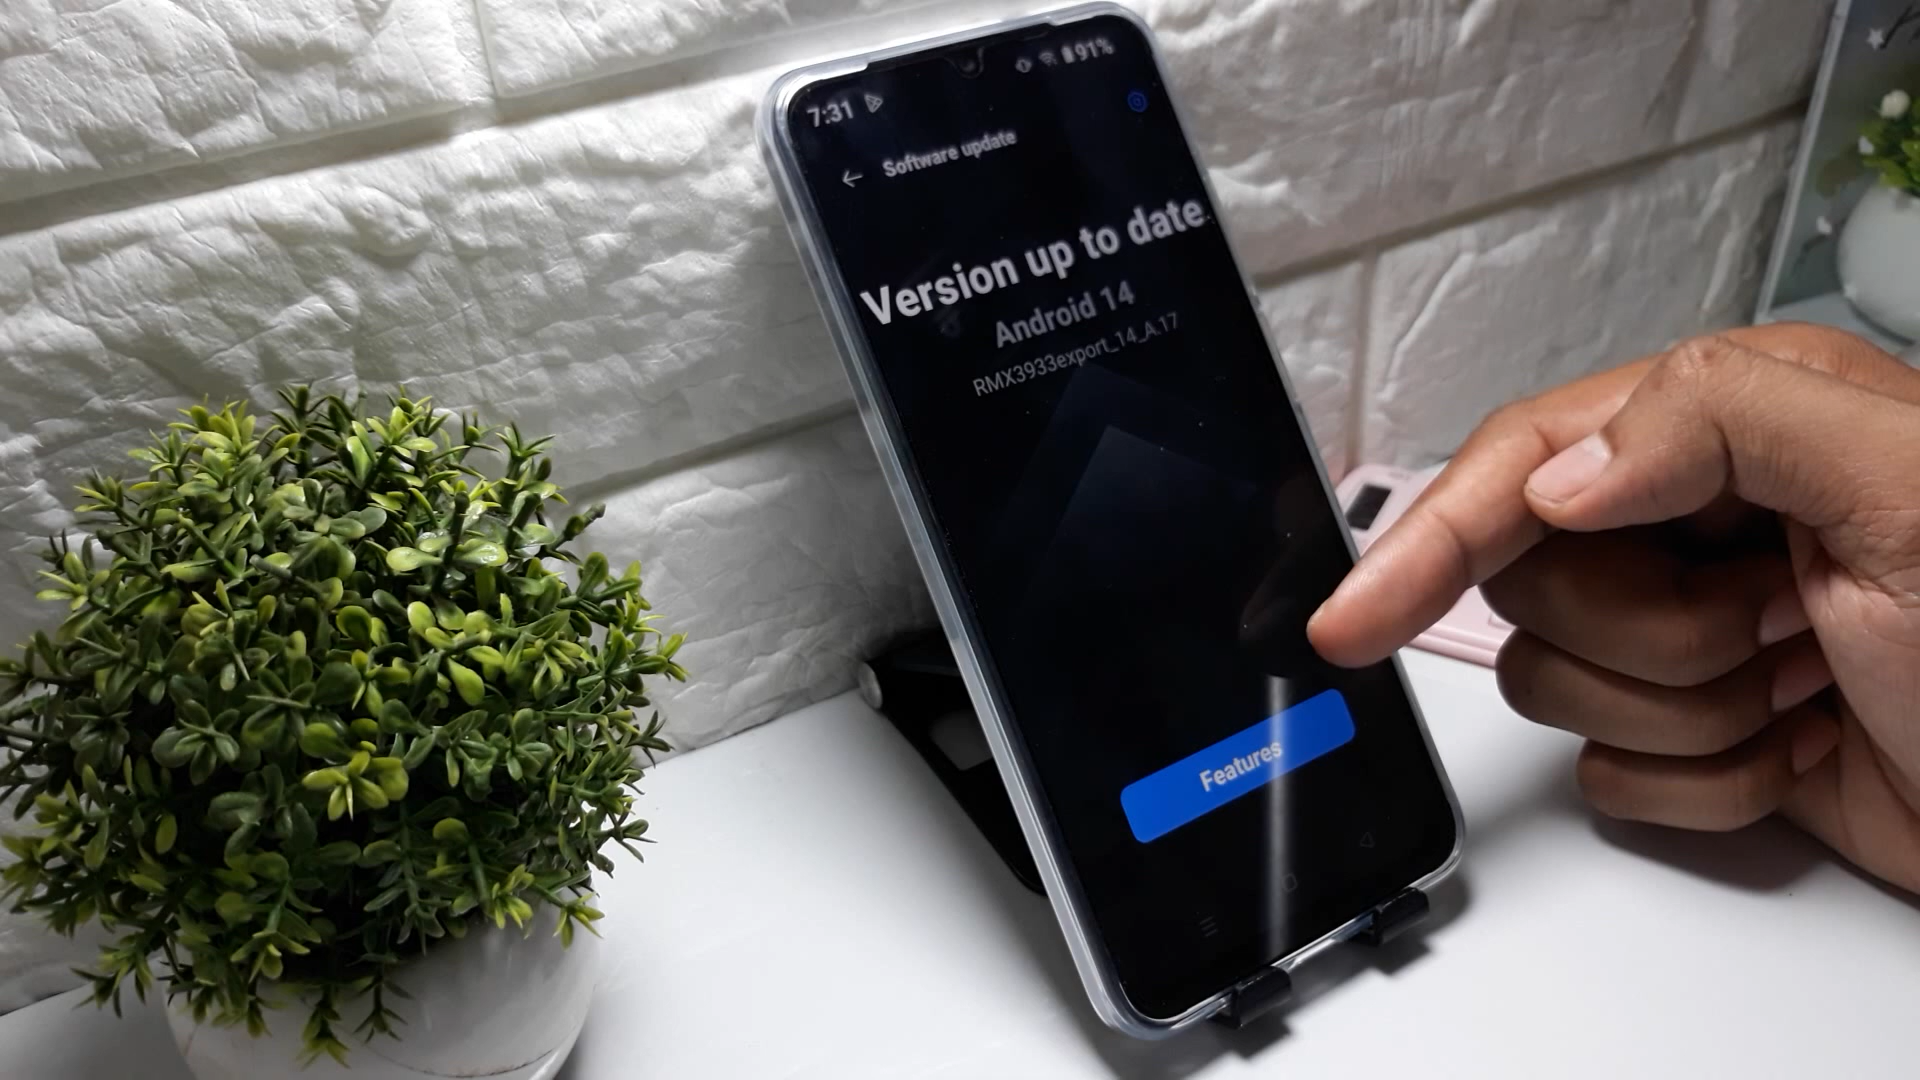 7:31 91%
Software update
Version up to date
Android 14
RMX3933export_14_A.17
Features